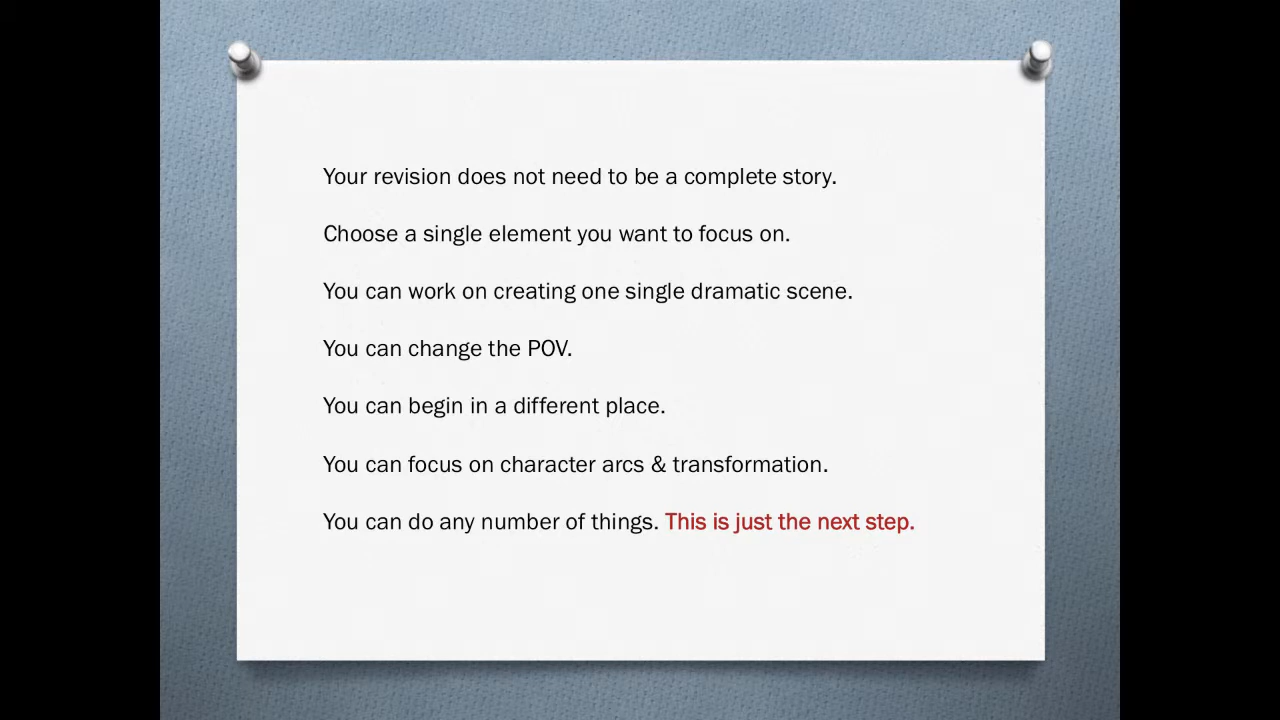 Your revision does not need to be a complete story.
Choose a single element you want to focus on.
You can work on creating one single dramatic scene.
You can change the POV.
You can begin in a different place.
You can focus on character arcs & transformation.
You can do any number of things. This is just the next step.